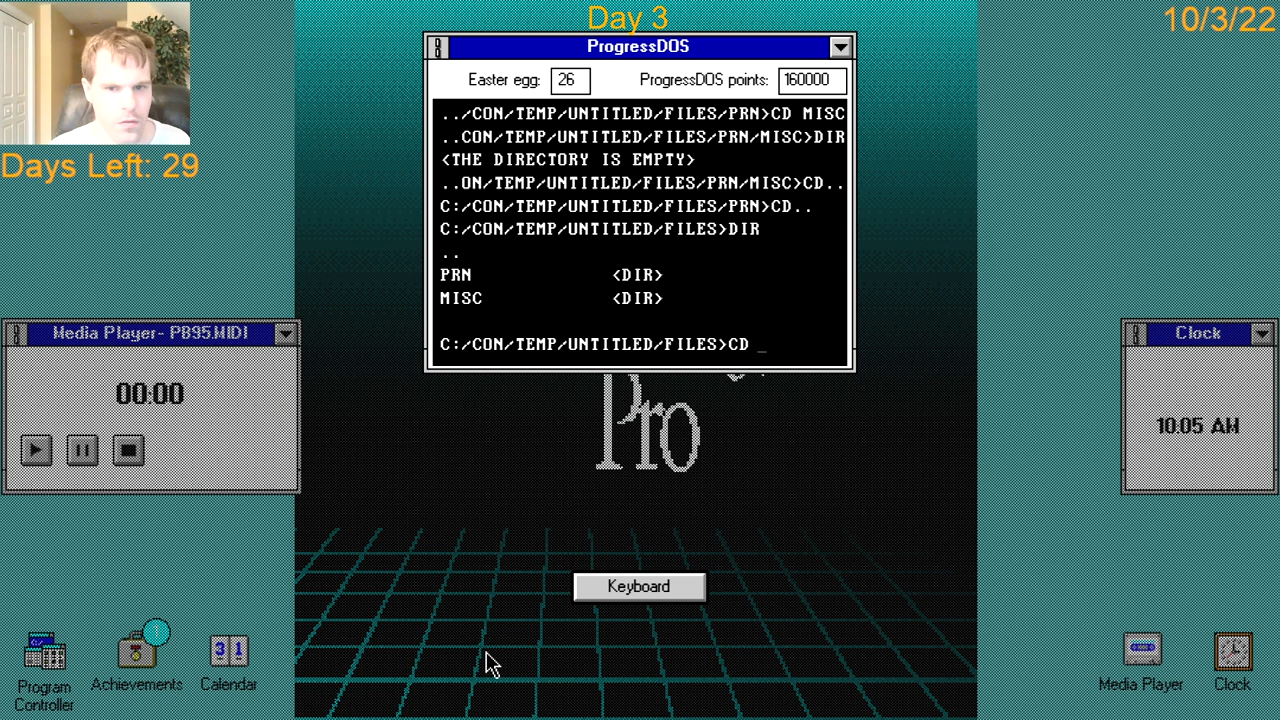 Day 3
10/3/22
Days Left: 29
ProgressDOS
Easter egg: 26 ProgressDOS points: 160000
../CON/TEMP/UNTITLED/FILES/PRN>CD MISC
..CON/TEMP/UNTITLED/FILES/PRN/MISC>DIR
<THE DIRECTORY IS EMPTY>
..ON/TEMP/UNTITLED/FILES/PRN/MISC>CD..
C:/CON/TEMP/UNTITLED/FILES/PRN>CD..
C:/CON/TEMP/UNTITLED/FILES>DIR
..
PRN <DIR>
MISC <DIR>
C:/CON/TEMP/UNTITLED/FILES>CD _
Media Player- PB95.MIDI
00:00
Clock
10:05 AM
Pro
Keyboard
Program Controller
1
Achievements
31
Calendar
Media Player
Clock